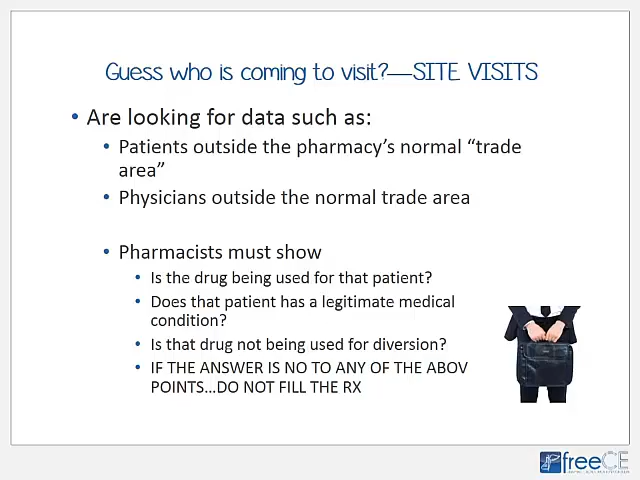 Guess who is coming to visit?—SITE VISITS
• Are looking for data such as:
• Patients outside the pharmacy's normal “trade
area”
• Physicians outside the normal trade area
• Pharmacists must show
• Is the drug being used for that patient?
• Does that patient has a legitimate medical
condition?
• Is that drug not being used for diversion?
• IF THE ANSWER IS NO TO ANY OF THE ABOV
POINTS...DO NOT FILL THE RX
freeCE